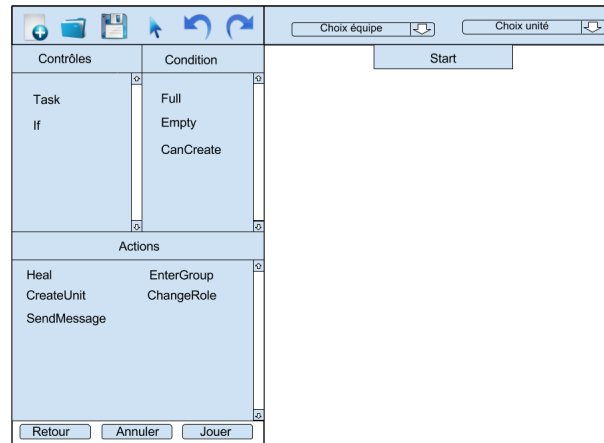 Choix équipe
Choix unité
Contrôles
Condition
Start
Task
If
Full
Empty
CanCreate
Actions
Heal
EnterGroup
CreateUnit
ChangeRole
SendMessage
Retour
Annuler
Jouer